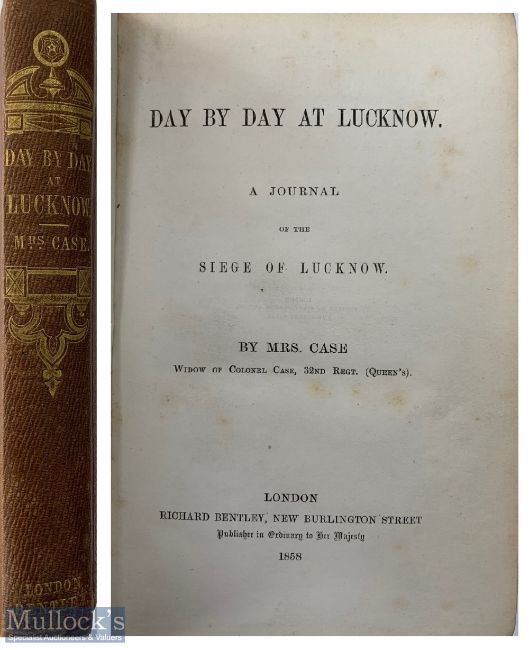 DAY BY DAY
AT
LUCKNOW
MRS CASE.
LONDON
DAY BY DAY AT LUCKNOW.
A JOURNAL
OF THE
SIEGE OF LUCKNOW.
BY MRS. CASE
WIDOW OF COLONEL CASE, 32ND REGT. (QUEEN'S).
LONDON
RICHARD BENTLEY, NEW BURLINGTON STREET
Publisher in Ordinary to Her Majesty
1858
Mullock's
Specialist Auctioneers & Valuers